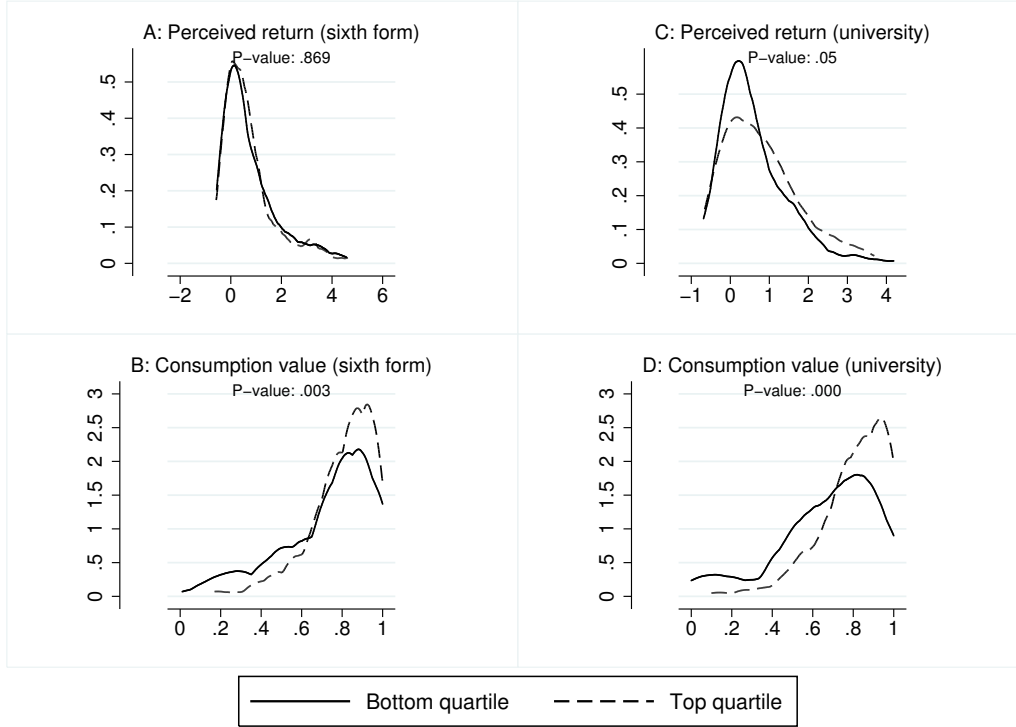 A: Perceived return (sixth form)
P−value: .869
0 .1 .2 .3 .4 .5
−2 0 2 4 6
C: Perceived return (university)
P−value: .05
0 .1 .2 .3 .4 .5
−1 0 1 2 3 4
B: Consumption value (sixth form)
P−value: .003
0 .5 1 1.5 2 2.5 3
0 .2 .4 .6 .8 1
D: Consumption value (university)
P−value: .000
0 .5 1 1.5 2 2.5 3
0 .2 .4 .6 .8 1
Bottom quartile Top quartile